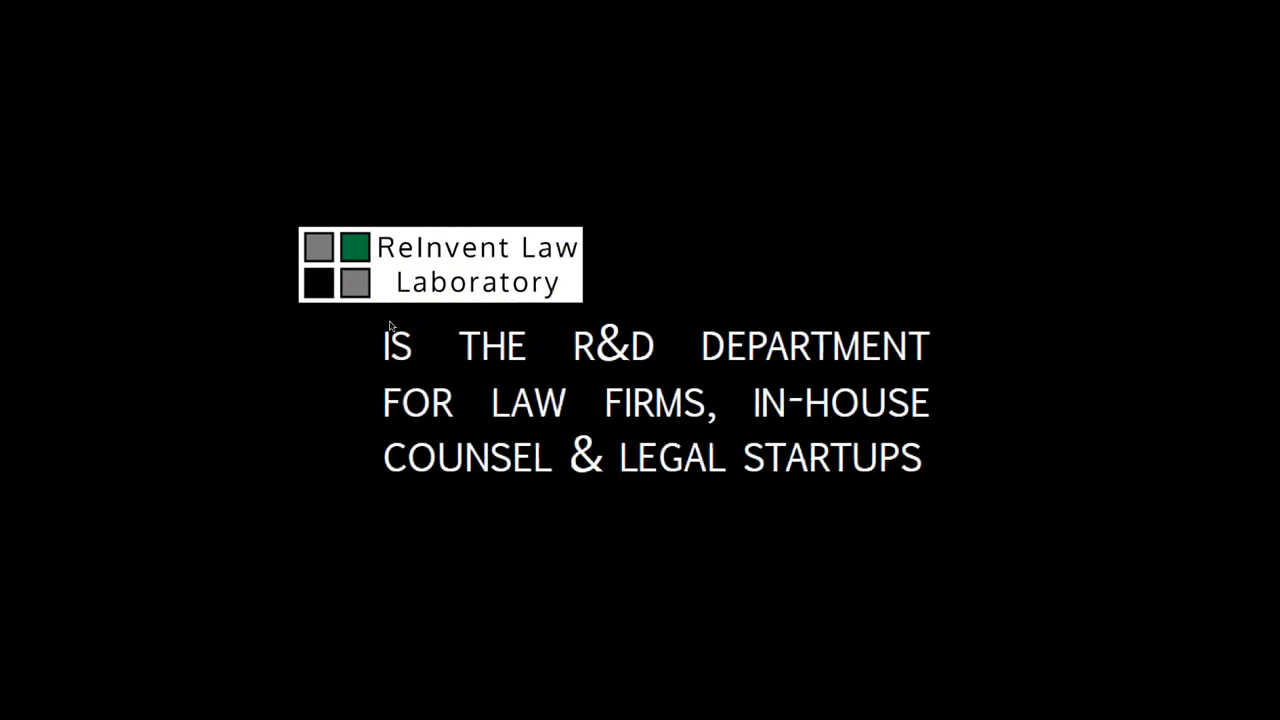 ReInvent Law
Laboratory
IS THE R&D DEPARTMENT
FOR LAW FIRMS, IN-HOUSE
COUNSEL & LEGAL STARTUPS